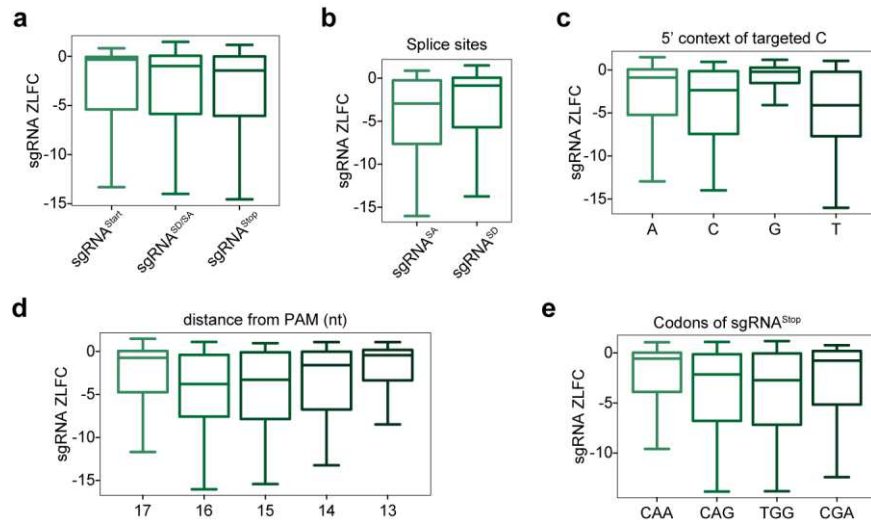 a
sgRNA ZLFC
0
-5
-10
-15
sgRNA^Start
sgRNA^SD/SA
sgRNA^Stop
b
Splice sites
sgRNA ZLFC
0
-5
-10
-15
sgRNA^SA
sgRNA^SD
c
5' context of targeted C
sgRNA ZLFC
0
-5
-10
-15
A C G T
d
distance from PAM (nt)
sgRNA ZLFC
0
-5
-10
-15
17 16 15 14 13
e
Codons of sgRNA^Stop
sgRNA ZLFC
0
-5
-10
CAA CAG TGG CGA